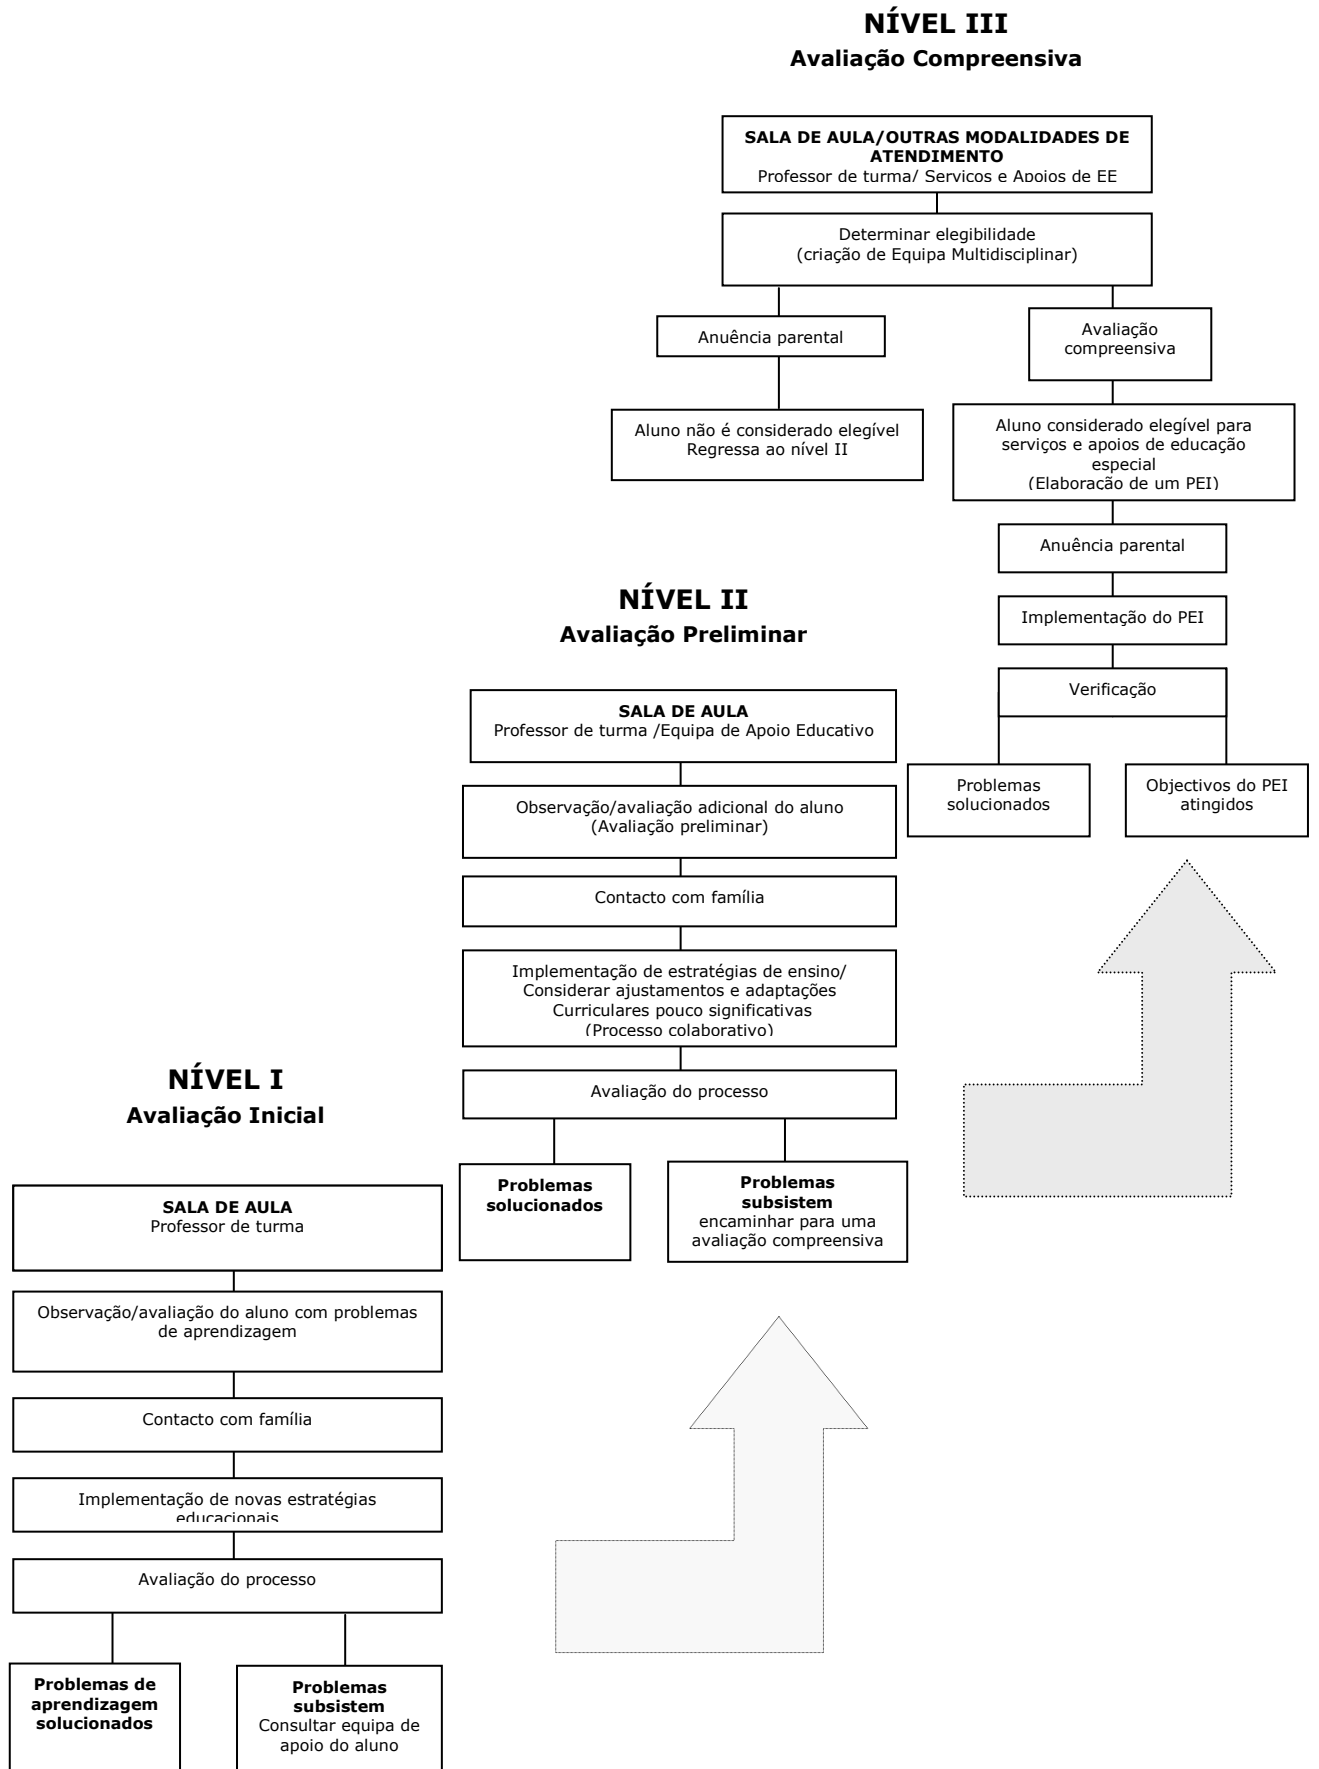 NÍVEL III
Avaliação Compreensiva
SALA DE AULA/OUTRAS MODALIDADES DE
ATENDIMENTO
Professor de turma/ Serviços e Apoios de EE
Determinar elegibilidade
(criação de Equipa Multidisciplinar)
Anuência parental
Avaliação
compreensiva
Aluno não é considerado elegível
Regressa ao nível II
Aluno considerado elegível para
serviços e apoios de educação
especial
(Elaboração de um PEI)
Anuência parental
Implementação do PEI
Verificação
Problemas
solucionados
Objectivos do PEI
atingidos
NÍVEL II
Avaliação Preliminar
SALA DE AULA
Professor de turma /Equipa de Apoio Educativo
Observação/avaliação adicional do aluno
(Avaliação preliminar)
Contacto com família
Implementação de estratégias de ensino/
Considerar ajustamentos e adaptações
Curriculares pouco significativas
(Processo colaborativo)
Avaliação do processo
Problemas
solucionados
Problemas
subsistem
encaminhar para uma
avaliação compreensiva
NÍVEL I
Avaliação Inicial
SALA DE AULA
Professor de turma
Observação/avaliação do aluno com problemas
de aprendizagem
Contacto com família
Implementação de novas estratégias
educacionais
Avaliação do processo
Problemas de
aprendizagem
solucionados
Problemas
subsistem
Consultar equipa de
apoio do aluno